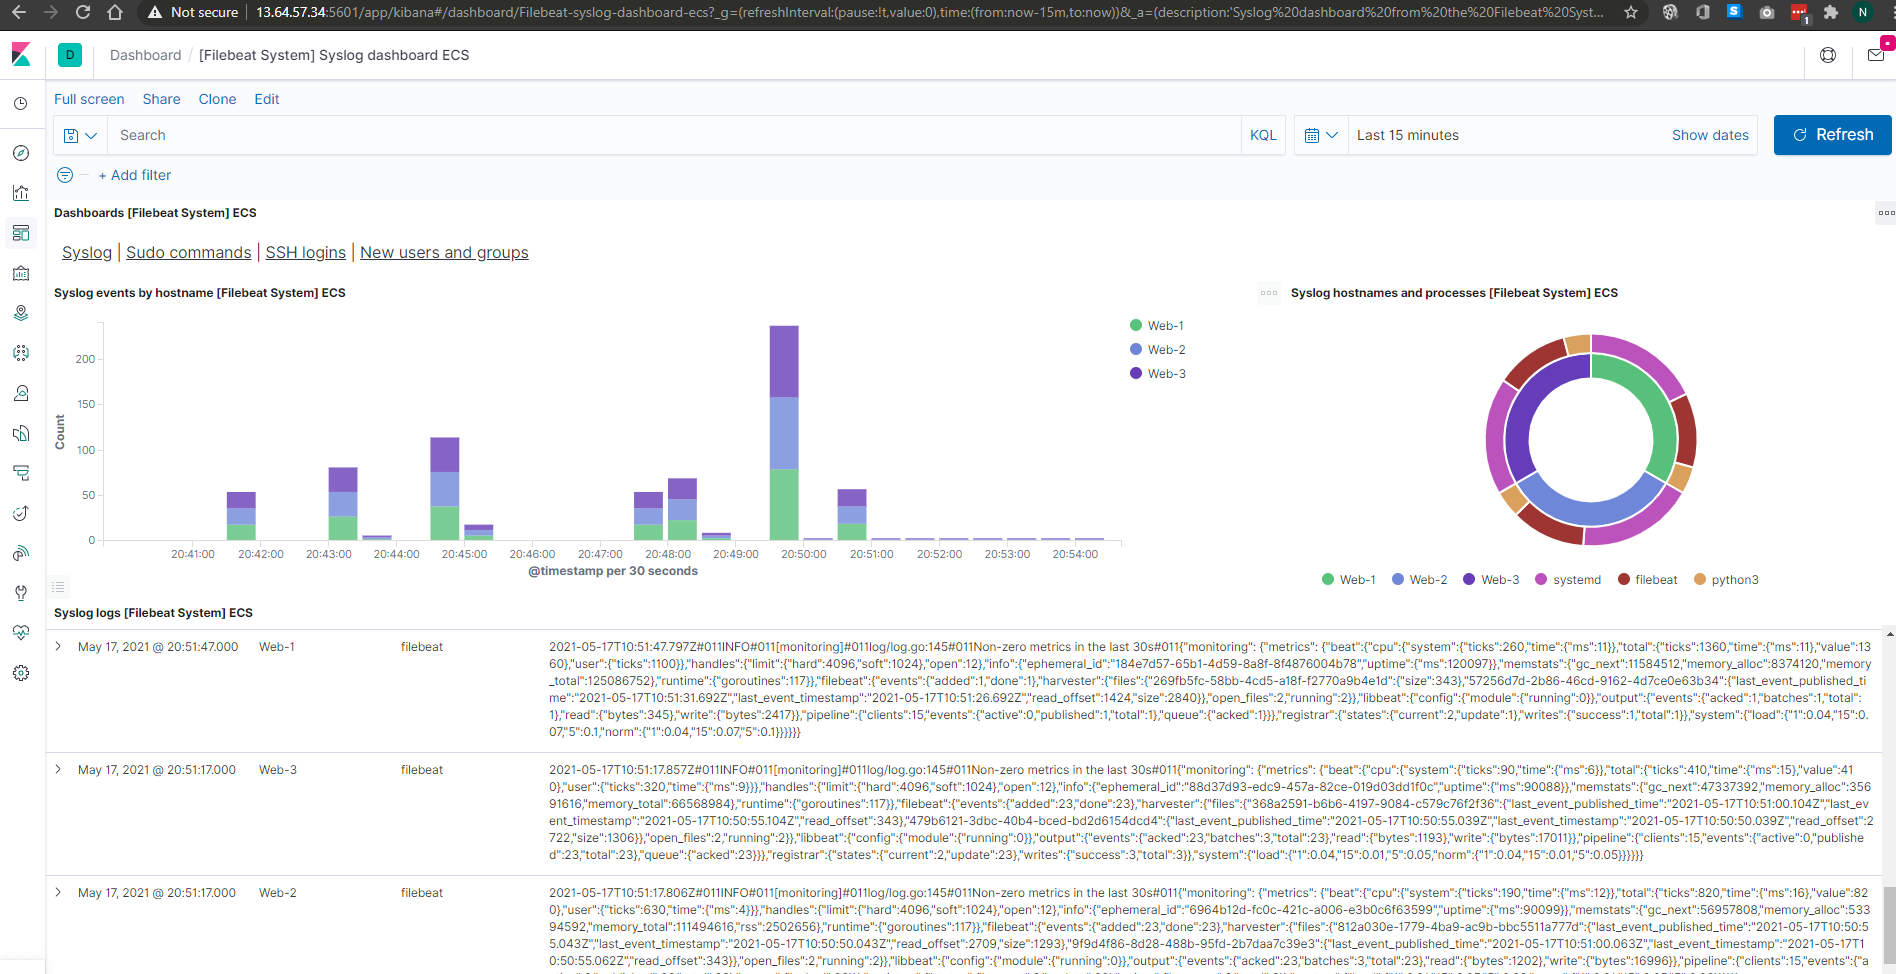 Not secure | 13.64.57.34:5601/app/kibana#/dashboard/Filebeat-syslog-dashboard-ecs?_g=(refreshInterval:(pause:!t,value:0),time:(from:now-15m,to:now))&_a=(description:'Syslog%20dashboard%20from%20the%20Filebeat%20Syst...
S
1
N
D
Dashboard / [Filebeat System] Syslog dashboard ECS
Full screen Share Clone Edit
Search KQL Last 15 minutes Show dates Refresh
+ Add filter
Dashboards [Filebeat System] ECS
Syslog | Sudo commands | SSH logins | New users and groups
Syslog events by hostname [Filebeat System] ECS
200
150
100
50
0
Count
20:41:00 20:42:00 20:43:00 20:44:00 20:45:00 20:46:00 20:47:00 20:48:00 20:49:00 20:50:00 20:51:00 20:52:00 20:53:00 20:54:00
@timestamp per 30 seconds
Web-1
Web-2
Web-3
Syslog hostnames and processes [Filebeat System] ECS
Web-1 Web-2 Web-3 systemd filebeat python3
Syslog logs [Filebeat System] ECS
May 17, 2021 @ 20:51:47.000 Web-1 filebeat 2021-05-17T10:51:47.797Z#011INFO#011[monitoring]#011log/log.go:145#011Non-zero metrics in the last 30s#011{"monitoring": {"metrics": {"beat":{"cpu":{"system":{"ticks":260,"time":{"ms":11}},"total":{"ticks":1360,"time":{"ms":11},"value":13
60},"user":{"ticks":1100}},"handles":{"limit":{"hard":4096,"soft":1024},"open":12},"info":{"ephemeral_id":"184e7d57-65b1-4d59-8a8f-8f4876004b78","uptime":{"ms":120097}},"memstats":{"gc_next":11584512,"memory_alloc":8374120,"memory
_total":125086752},"runtime":{"goroutines":117}},"filebeat":{"events":{"added":1,"done":1},"harvester":{"files":{"269fb5fc-58bb-4cd5-a18f-f2770a9b4e1d":{"size":343},"57256d7d-2b86-46cd-9162-4d7ce0e63b34":{"last_event_published_ti
me":"2021-05-17T10:51:31.692Z","last_event_timestamp":"2021-05-17T10:51:26.692Z","read_offset":1424,"size":2840}},"open_files":2,"running":2}},"libbeat":{"config":{"module":{"running":0}},"output":{"events":{"acked":1,"batches":1,"total":
1},"read":{"bytes":345},"write":{"bytes":2417}},"pipeline":{"clients":15,"events":{"active":0,"published":1,"total":1},"queue":{"acked":1}}},"registrar":{"states":{"current":2,"update":1},"writes":{"success":1,"total":1}},"system":{"load":{"1":0.04,"15":0.
07,"5":0.1,"norm":{"1":0.04,"15":0.07,"5":0.1}}}}}}
May 17, 2021 @ 20:51:17.000 Web-3 filebeat 2021-05-17T10:51:17.857Z#011INFO#011[monitoring]#011log/log.go:145#011Non-zero metrics in the last 30s#011{"monitoring": {"metrics": {"beat":{"cpu":{"system":{"ticks":90,"time":{"ms":6}},"total":{"ticks":410,"time":{"ms":15},"value":41
0},"user":{"ticks":320,"time":{"ms":9}}},"handles":{"limit":{"hard":4096,"soft":1024},"open":12},"info":{"ephemeral_id":"88d37d93-edc9-457a-82ce-019d03dd1f0c","uptime":{"ms":90088}},"memstats":{"gc_next":47337392,"memory_alloc":356
91616,"memory_total":66568984},"runtime":{"goroutines":117}},"filebeat":{"events":{"added":23,"done":23},"harvester":{"files":{"368a2591-b6b6-4197-9084-c579c76f2f36":{"last_event_published_time":"2021-05-17T10:51:00.104Z","last_ev
ent_timestamp":"2021-05-17T10:50:55.104Z","read_offset":343},"479b6121-3dbc-40b4-bced-bd2d6154dcd4":{"last_event_published_time":"2021-05-17T10:50:55.039Z","last_event_timestamp":"2021-05-17T10:50:50.039Z","read_offset":2
722,"size":1306}},"open_files":2,"running":2}},"libbeat":{"config":{"module":{"running":0}},"output":{"events":{"acked":23,"batches":3,"total":23},"read":{"bytes":1193},"write":{"bytes":17011}},"pipeline":{"clients":15,"events":{"active":0,"publishe
d":23,"total":23},"queue":{"acked":23}}},"registrar":{"states":{"current":2,"update":23},"writes":{"success":3,"total":3}},"system":{"load":{"1":0.04,"15":0.01,"5":0.05,"norm":{"1":0.04,"15":0.01,"5":0.05}}}}}}
May 17, 2021 @ 20:51:17.000 Web-2 filebeat 2021-05-17T10:51:17.806Z#011INFO#011[monitoring]#011log/log.go:145#011Non-zero metrics in the last 30s#011{"monitoring": {"metrics": {"beat":{"cpu":{"system":{"ticks":190,"time":{"ms":12}},"total":{"ticks":820,"time":{"ms":16},"value":82
0},"user":{"ticks":630,"time":{"ms":4}}},"handles":{"limit":{"hard":4096,"soft":1024},"open":12},"info":{"ephemeral_id":"6964b12d-fc0c-421c-a006-e3b0c6f63599","uptime":{"ms":90099}},"memstats":{"gc_next":56957808,"memory_alloc":533
94592,"memory_total":111494616,"rss":2502656},"runtime":{"goroutines":117}},"filebeat":{"events":{"added":23,"done":23},"harvester":{"files":{"812a030e-1779-4ba9-ac9b-bbc5511a777d":{"last_event_published_time":"2021-05-17T10:50:5
5.043Z","last_event_timestamp":"2021-05-17T10:50:50.043Z","read_offset":2709,"size":1293},"9f9d4f86-8d28-488b-95fd-2b7daa7c39e3":{"last_event_published_time":"2021-05-17T10:51:00.063Z","last_event_timestamp":"2021-05-17T1
0:50:55.062Z","read_offset":343}},"open_files":2,"running":2}},"libbeat":{"config":{"module":{"running":0}},"output":{"events":{"acked":23,"batches":3,"total":23},"read":{"bytes":1202},"write":{"bytes":16996}},"pipeline":{"clients":15,"events":{"a